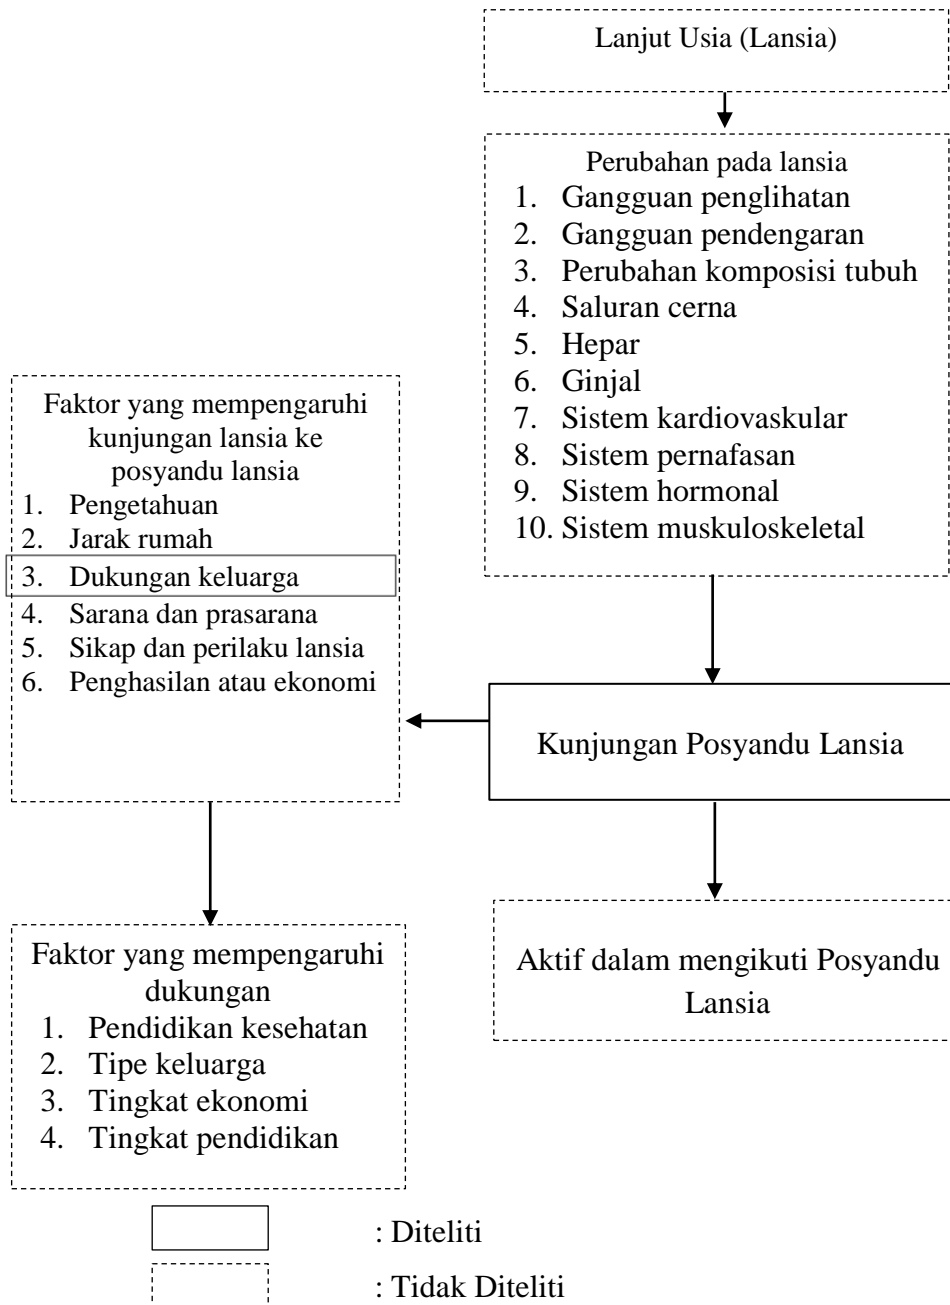 Lanjut Usia (Lansia)
Perubahan pada lansia
1. Gangguan penglihatan
2. Gangguan pendengaran
3. Perubahan komposisi tubuh
4. Saluran cerna
5. Hepar
6. Ginjal
7. Sistem kardiovaskular
8. Sistem pernafasan
9. Sistem hormonal
10. Sistem muskuloskeletal
Faktor yang mempengaruhi
kunjungan lansia ke
posyandu lansia
1. Pengetahuan
2. Jarak rumah
3. Dukungan keluarga
4. Sarana dan prasarana
5. Sikap dan perilaku lansia
6. Penghasilan atau ekonomi
Kunjungan Posyandu Lansia
Faktor yang mempengaruhi
dukungan
1. Pendidikan kesehatan
2. Tipe keluarga
3. Tingkat ekonomi
4. Tingkat pendidikan
Aktif dalam mengikuti Posyandu
Lansia
: Diteliti
: Tidak Diteliti